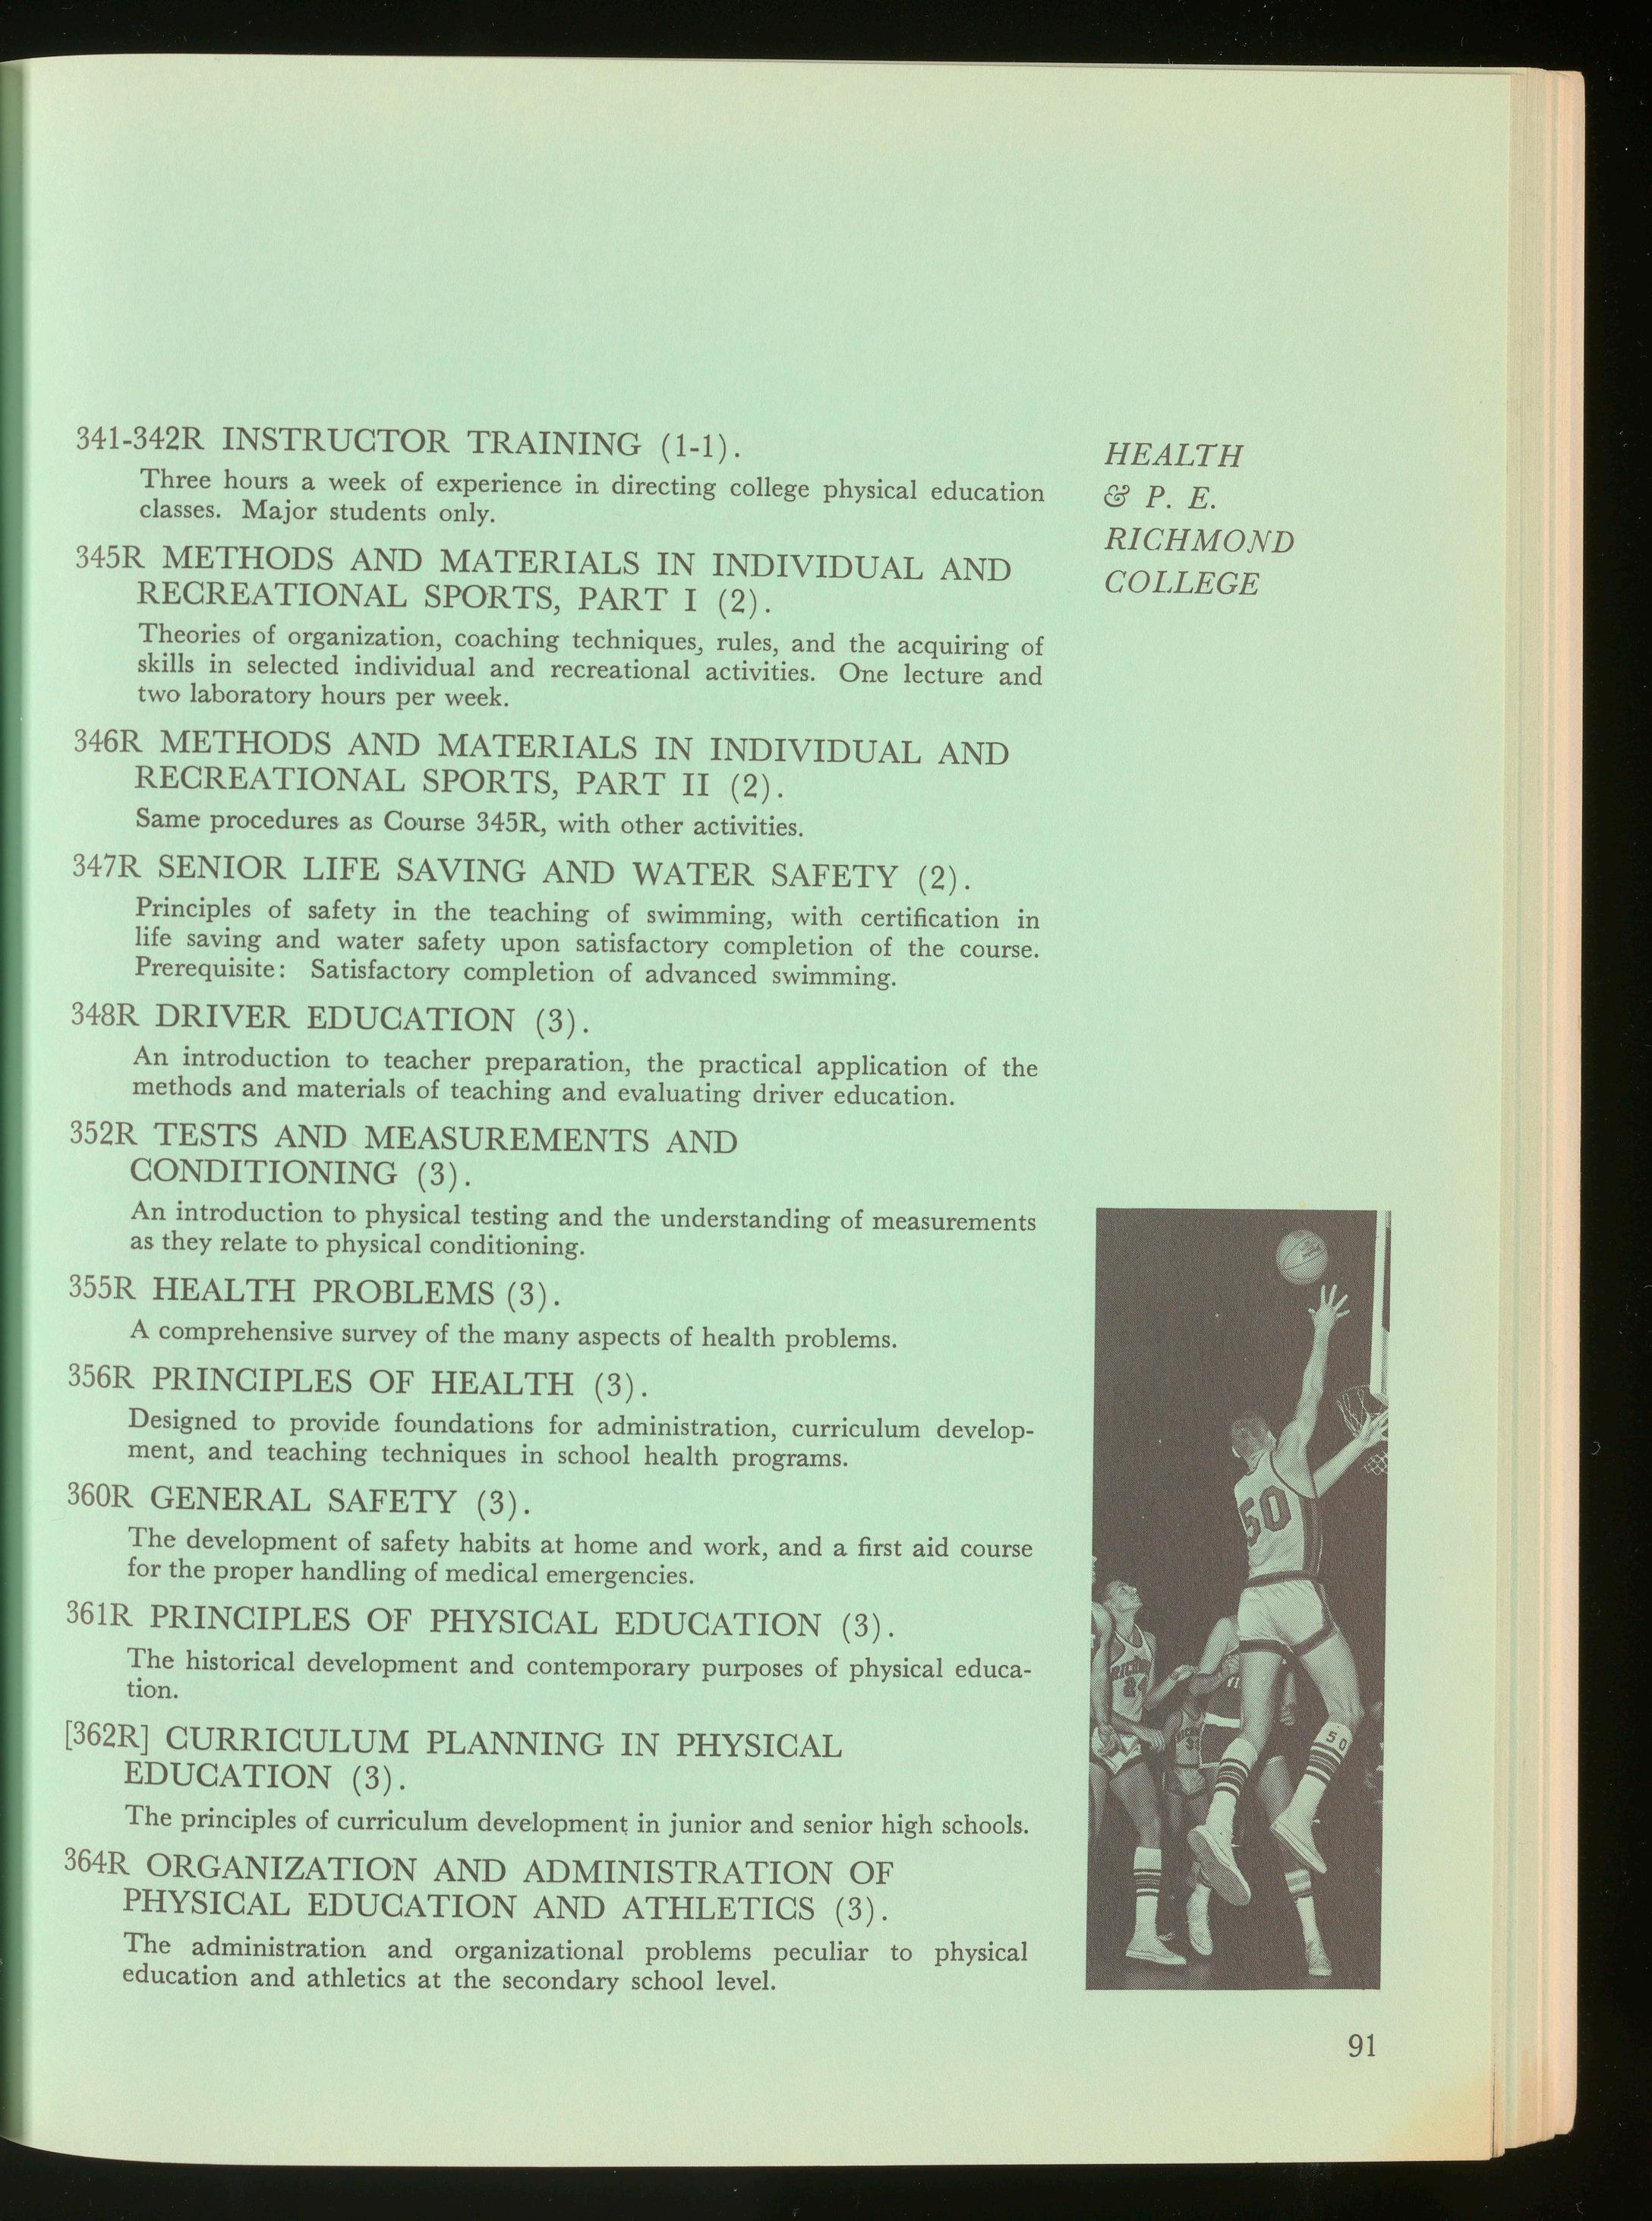 341-342R INSTRUCTOR TRAINING (1-1).
Three hours a week of experience in directing college physical education
classes. Major students only.
345R METHODS AND MATERIALS IN INDIVIDUAL AND
RECREATIONAL SPORTS, PART I (2).
Theories of organization, coaching techniques, rules, and the acquiring of
skills in selected individual and recreational activities. One lecture and
two laboratory hours per week.
346R METHODS AND MATERIALS IN INDIVIDUAL AND
RECREATIONAL SPORTS, PART II (2).
Same procedures as Course 345R, with other activities.
347R SENIOR LIFE SAVING AND WATER SAFETY (2).
Principles of safety in the teaching of swimming, with certification in
life saving and water safety upon satisfactory completion of the course.
Prerequisite: Satisfactory completion of advanced swimming.
348R DRIVER EDUCATION (3).
An introduction to teacher preparation, the practical application of the
methods and materials of teaching and evaluating driver education.
352R TESTS AND MEASUREMENTS AND
CONDITIONING (3).
An introduction to physical testing and the understanding of measurements
as they relate to physical conditioning.
355R HEALTH PROBLEMS (3).
A comprehensive survey of the many aspects of health problems.
356R PRINCIPLES OF HEALTH (3).
Designed to provide foundations for administration, curriculum develop-
ment, and teaching techniques in school health programs.
360R GENERAL SAFETY (3).
The development of safety habits at home and work, and a first aid course
for the proper handling of medical emergencies.
361R PRINCIPLES OF PHYSICAL EDUCATION (3).
The historical development and contemporary purposes of physical educa-
tion.
[362R] CURRICULUM PLANNING IN PHYSICAL
EDUCATION (3).
The principles of curriculum development in junior and senior high schools.
364R ORGANIZATION AND ADMINISTRATION OF
PHYSICAL EDUCATION AND ATHLETICS (3).
The administration and organizational problems peculiar to physical
education and athletics at the secondary school level.
HEALTH
& P. E.
RICHMOND
COLLEGE
50
50
91